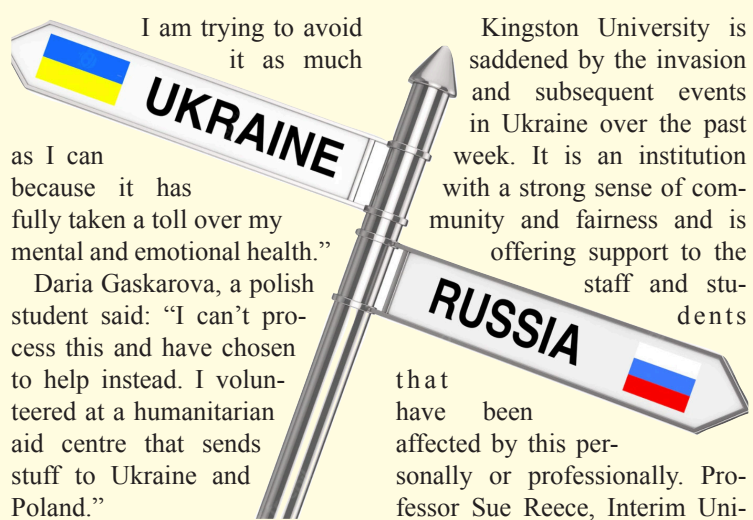 I am trying to avoid
it as much
as I can
because it has
fully taken a toll over my
mental and emotional health.”
Daria Gaskarova, a polish
student said: “I can’t pro-
cess this and have chosen
to help instead. I volun-
teered at a humanitarian
aid centre that sends
stuff to Ukraine and
Poland.”
UKRAINE
RUSSIA
Kingston University is
saddened by the invasion
and subsequent events
in Ukraine over the past
week. It is an institution
with a strong sense of com-
munity and fairness and is
offering support to the
staff and stu-
dents
that
have been
affected by this per-
sonally or professionally. Pro-
fessor Sue Reece, Interim Uni-